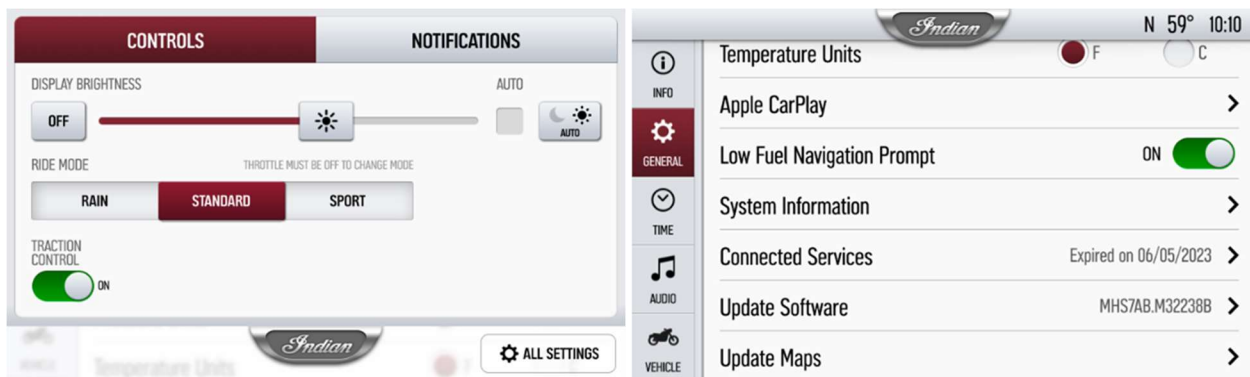 CONTROLS
NOTIFICATIONS
DISPLAY BRIGHTNESS
AUTO
OFF
AUTO
RIDE MODE
THROTTLE MUST BE OFF TO CHANGE MODE
RAIN
STANDARD
SPORT
TRACTION
CONTROL
ON
VEHICLE
Temperature Units
F
Indian
ALL SETTINGS
Indian
N 59° 10:10
INFO
GENERAL
TIME
AUDIO
VEHICLE
Temperature Units
F
C
Apple CarPlay
Low Fuel Navigation Prompt
ON
System Information
Connected Services
Expired on 06/05/2023
Update Software
MHS7AB.M32238B
Update Maps